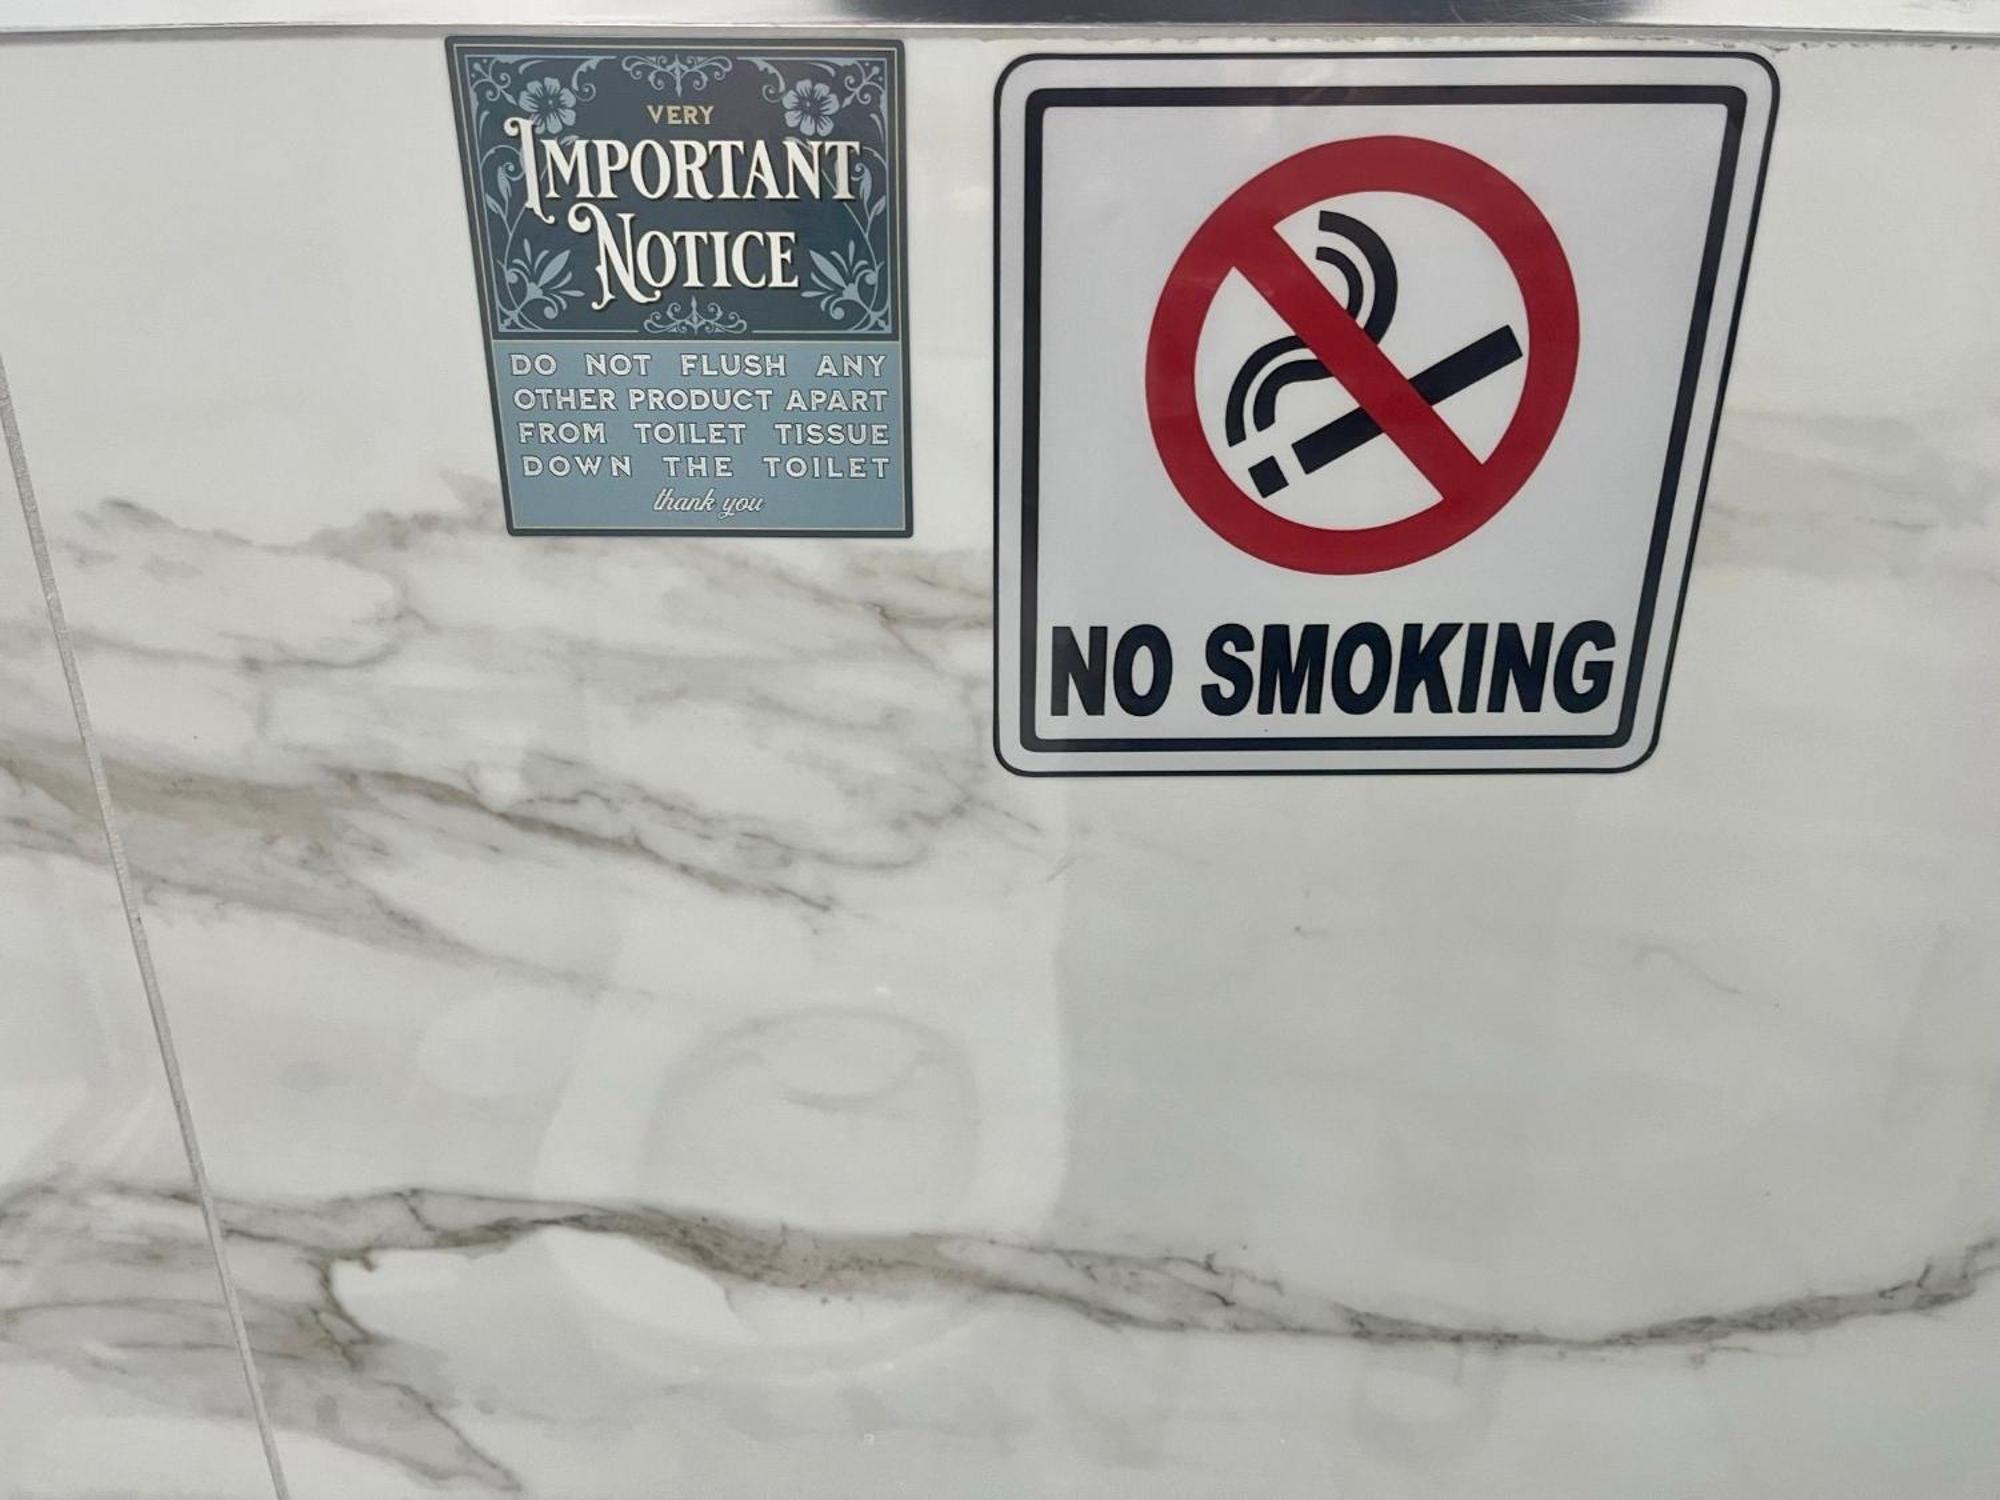 VERY
IMPORTANT
NOTICE
DO NOT FLUSH ANY
OTHER PRODUCT APART
FROM TOILET TISSUE
DOWN THE TOILET
thank you
NO SMOKING